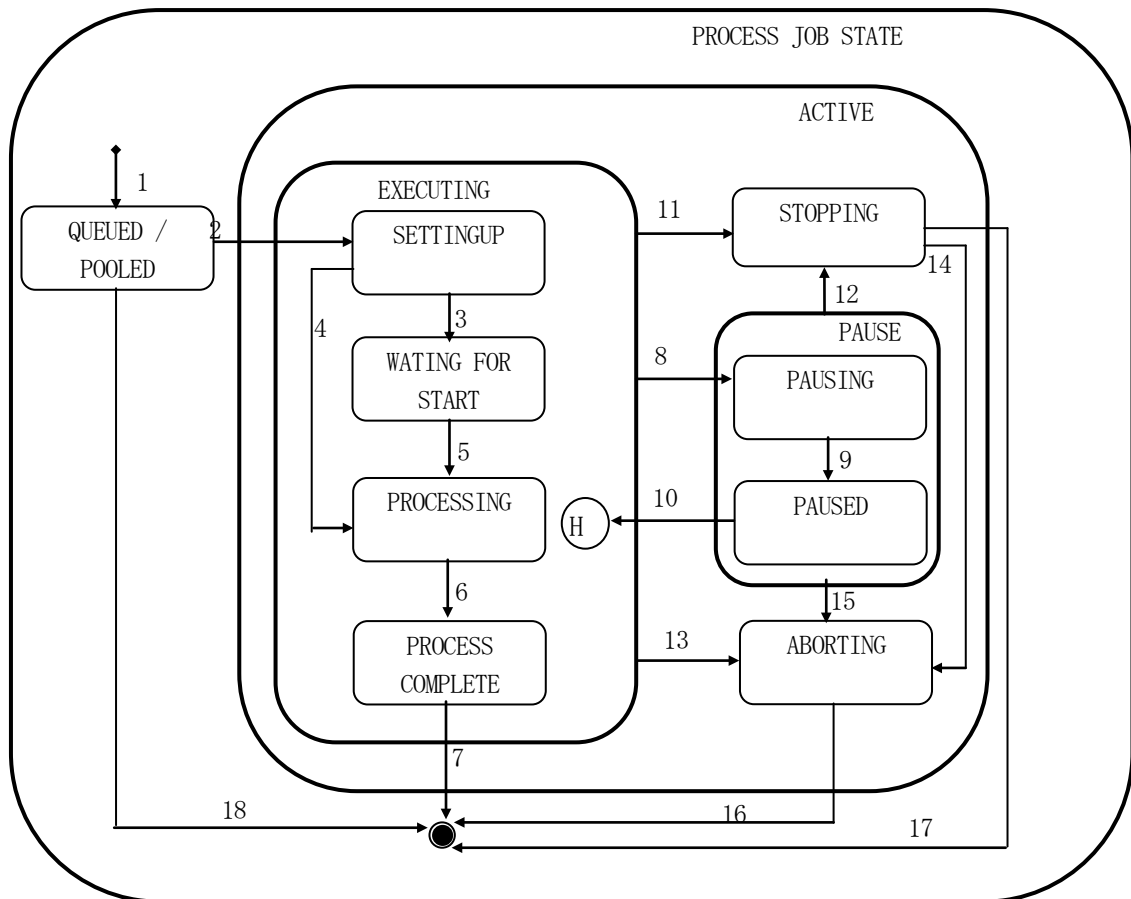 PROCESS JOB STATE
ACTIVE
EXECUTING
1
QUEUED /
POOLED
2
SETTINGUP
11
STOPPING
14
3
4
12
WATING FOR
START
8
PAUSE
PAUSING
5
9
PROCESSING
H
10
PAUSED
6
15
PROCESS
COMPLETE
13
ABORTING
7
18
16
17